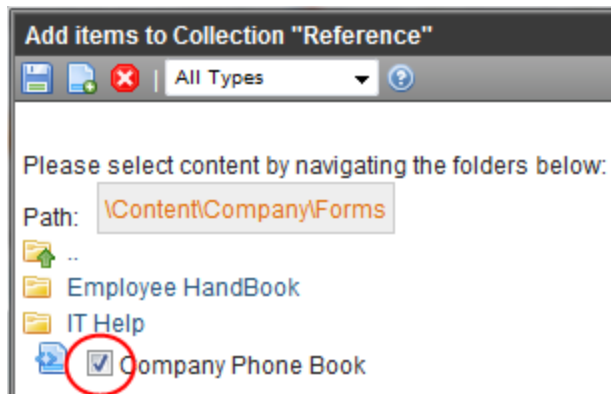 Add items to Collection "Reference"
All Types
Please select content by navigating the folders below:
Path: \Content\Company\Forms
..
Employee HandBook
IT Help
Company Phone Book